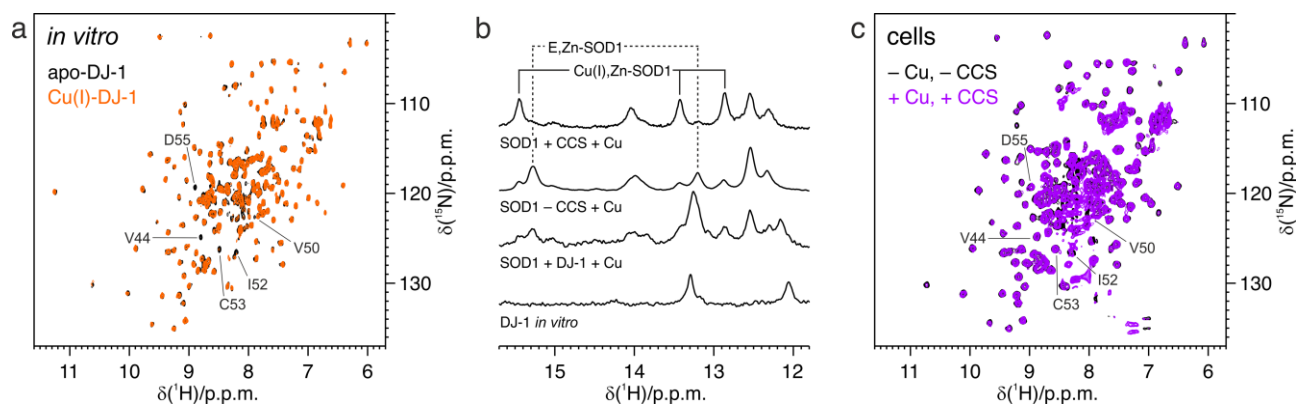 a
in vitro
apo-DJ-1
Cu(I)-DJ-1
D55
V44
V50
I52
C53
110
120
130
δ(¹⁵N)/p.p.m.
11 10 9 8 7 6
δ(¹H)/p.p.m.
b
E,Zn-SOD1
Cu(I),Zn-SOD1
SOD1 + CCS + Cu
SOD1 – CCS + Cu
SOD1 + DJ-1 + Cu
DJ-1 in vitro
15 14 13 12
δ(¹H)/p.p.m.
c
cells
– Cu, – CCS
+ Cu, + CCS
D55
V44
V50
I52
C53
110
120
130
δ(¹⁵N)/p.p.m.
11 10 9 8 7 6
δ(¹H)/p.p.m.